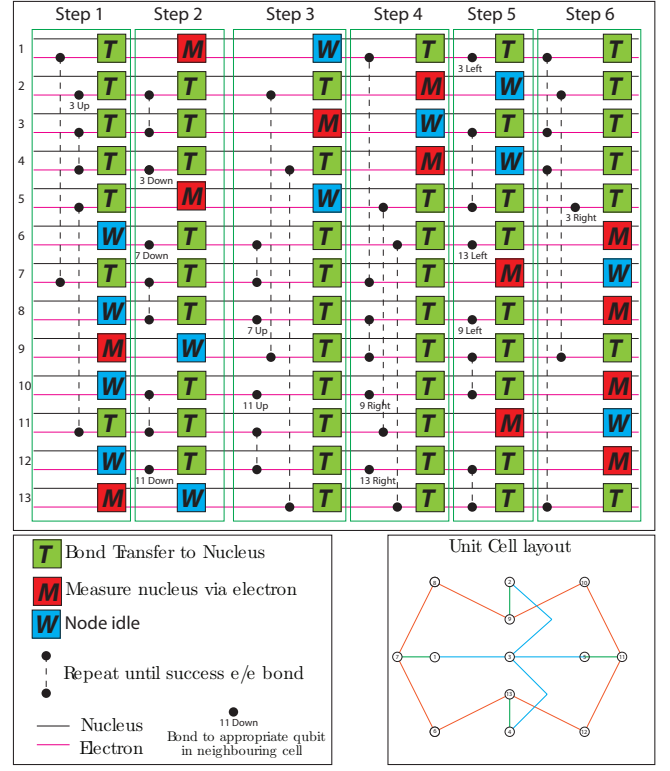 Step 1 Step 2 Step 3 Step 4 Step 5 Step 6
1 T M W T T T
3 Left
2 T T T M W T
3 Up
3 T T M W T T
4 T T T M W T
3 Down
5 T M W T T T
3 Right
6 W T T T T M
7 Down 13 Left
7 T T T T M W
8 W T T T T M
7 Up 9 Left
9 M W T T T T
10 W T T T T M
11 Up 9 Right
11 T T T T M W
12 W T T T T M
11 Down 13 Right
13 M W T T T T
T Bond Transfer to Nucleus
M Measure nucleus via electron
W Node idle
Repeat until success e/e bond
Nucleus
Electron
11 Down
Bond to appropriate qubit
in neighbouring cell
Unit Cell layout
8 2 10
9
7 1 3 5 11
13
6 4 12